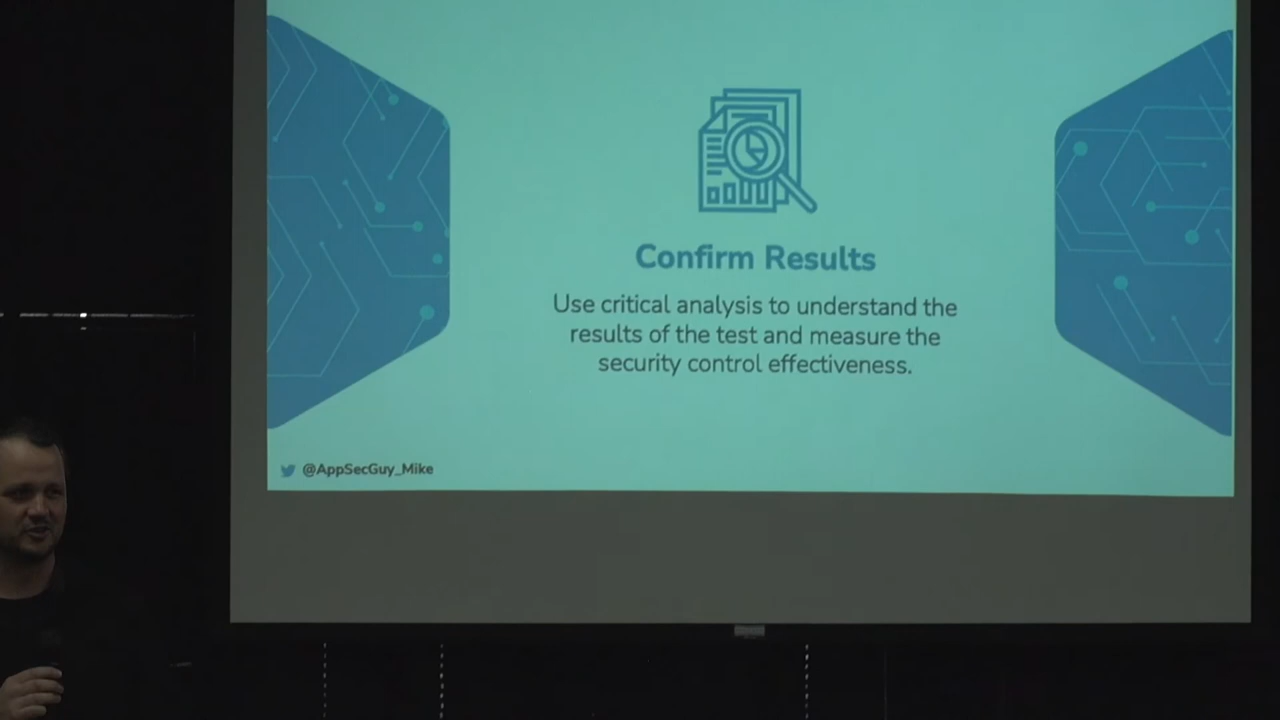 Confirm Results
Use critical analysis to understand the
results of the test and measure the
security control effectiveness.
@AppSecGuy_Mike